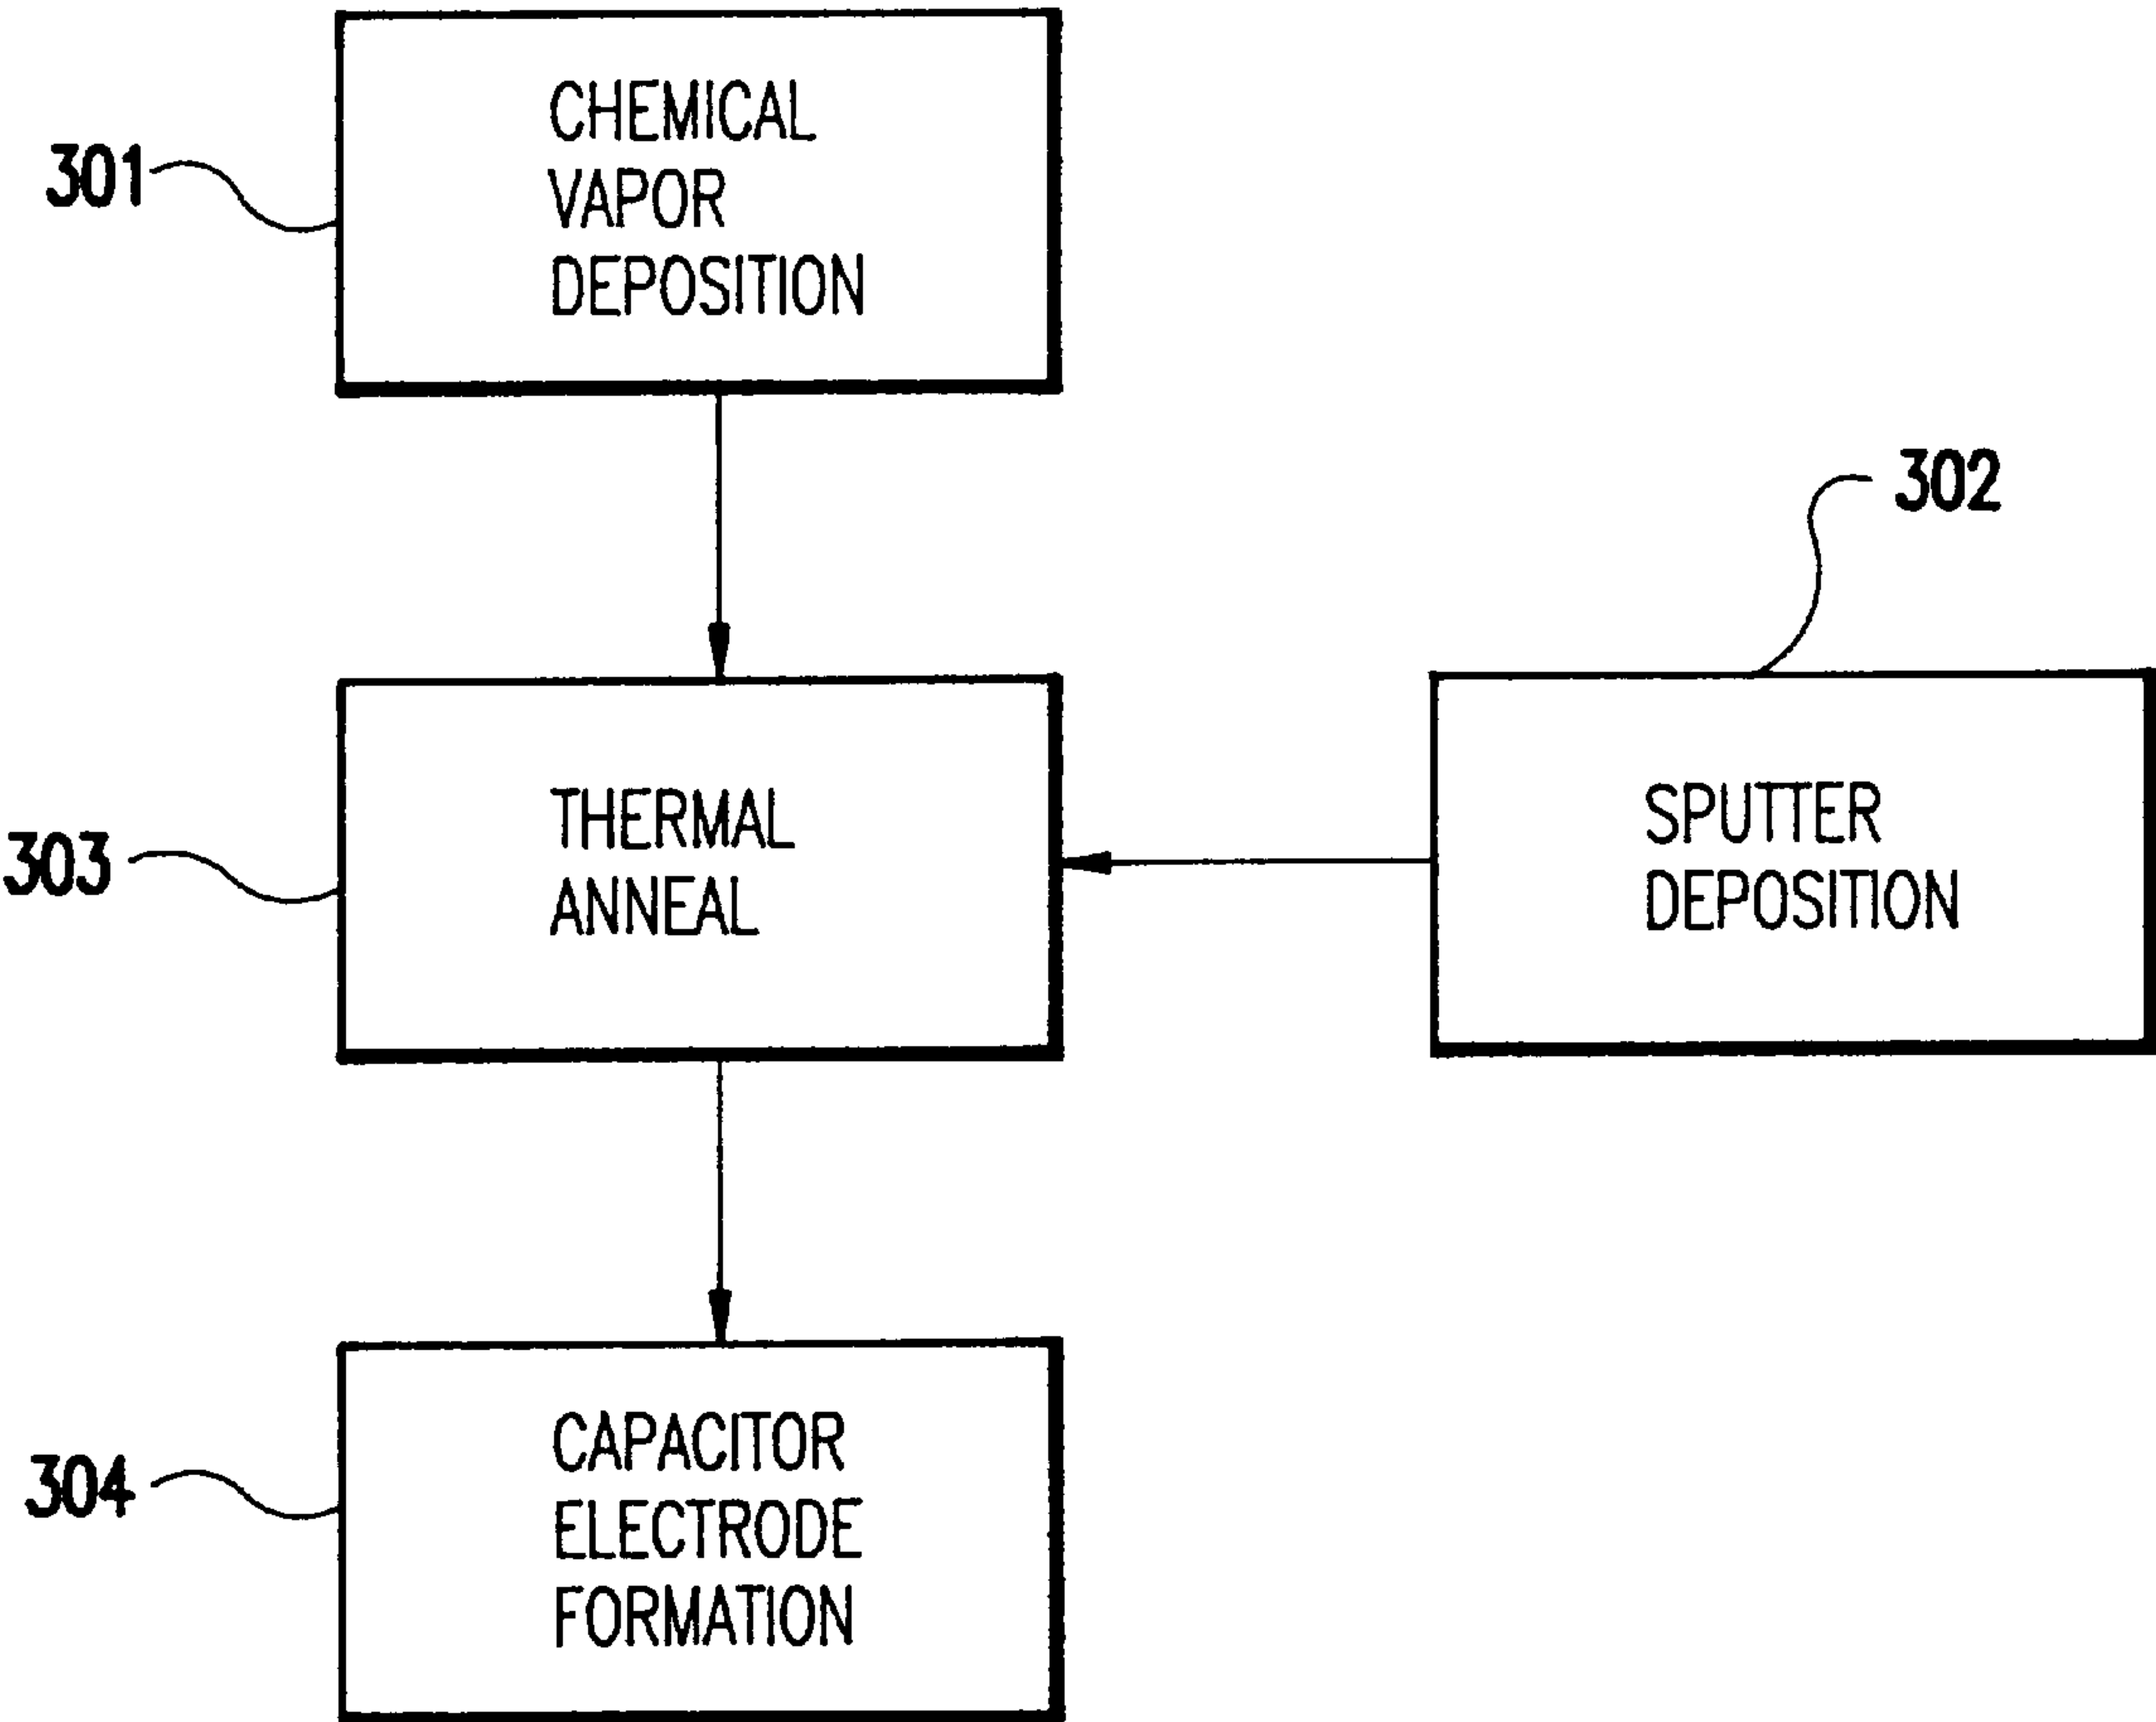 301
CHEMICAL
VAPOR
DEPOSITION
302
303
THERMAL
ANNEAL
SPUTTER
DEPOSITION
304
CAPACITOR
ELECTRODE
FORMATION